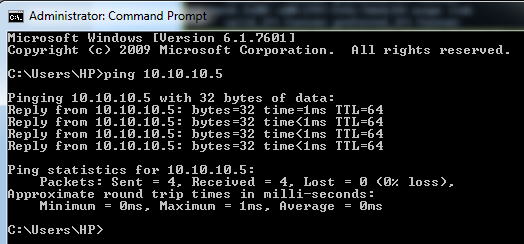 Administrator: Command Prompt
Microsoft Windows [Version 6.1.7601]
Copyright (c) 2009 Microsoft Corporation.  All rights reserved.
C:\Users\HP>ping 10.10.10.5
Pinging 10.10.10.5 with 32 bytes of data:
Reply from 10.10.10.5: bytes=32 time=1ms TTL=64
Reply from 10.10.10.5: bytes=32 time<1ms TTL=64
Reply from 10.10.10.5: bytes=32 time<1ms TTL=64
Reply from 10.10.10.5: bytes=32 time<1ms TTL=64
Ping statistics for 10.10.10.5:
    Packets: Sent = 4, Received = 4, Lost = 0 (0% loss),
Approximate round trip times in milli-seconds:
    Minimum = 0ms, Maximum = 1ms, Average = 0ms
C:\Users\HP>